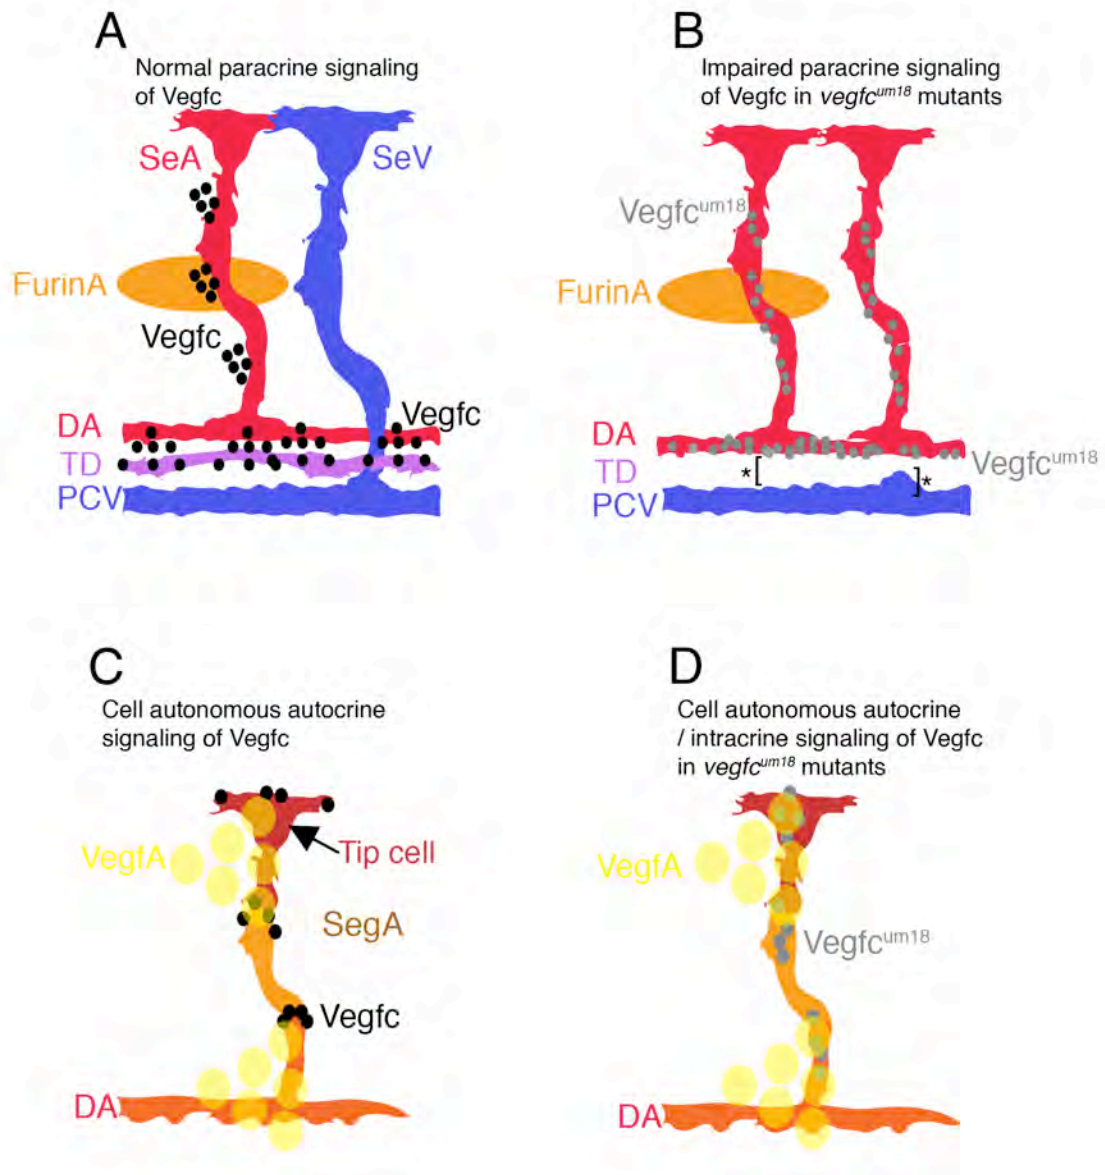 A
Normal paracrine signaling
of Vegfc
SeA
SeV
FurinA
Vegfc
Vegfc
DA
TD
PCV
B
Impaired paracrine signaling
of Vegfc in vegfcᵘᵐ¹⁸ mutants
Vegfcᵘᵐ¹⁸
FurinA
DA
TD
*[
]*
Vegfcᵘᵐ¹⁸
PCV
C
Cell autonomous autocrine
signaling of Vegfc
VegfA
Tip cell
SegA
Vegfc
DA
D
Cell autonomous autocrine
/ intracrine signaling of Vegfc
in vegfcᵘᵐ¹⁸ mutants
VegfA
Vegfcᵘᵐ¹⁸
DA